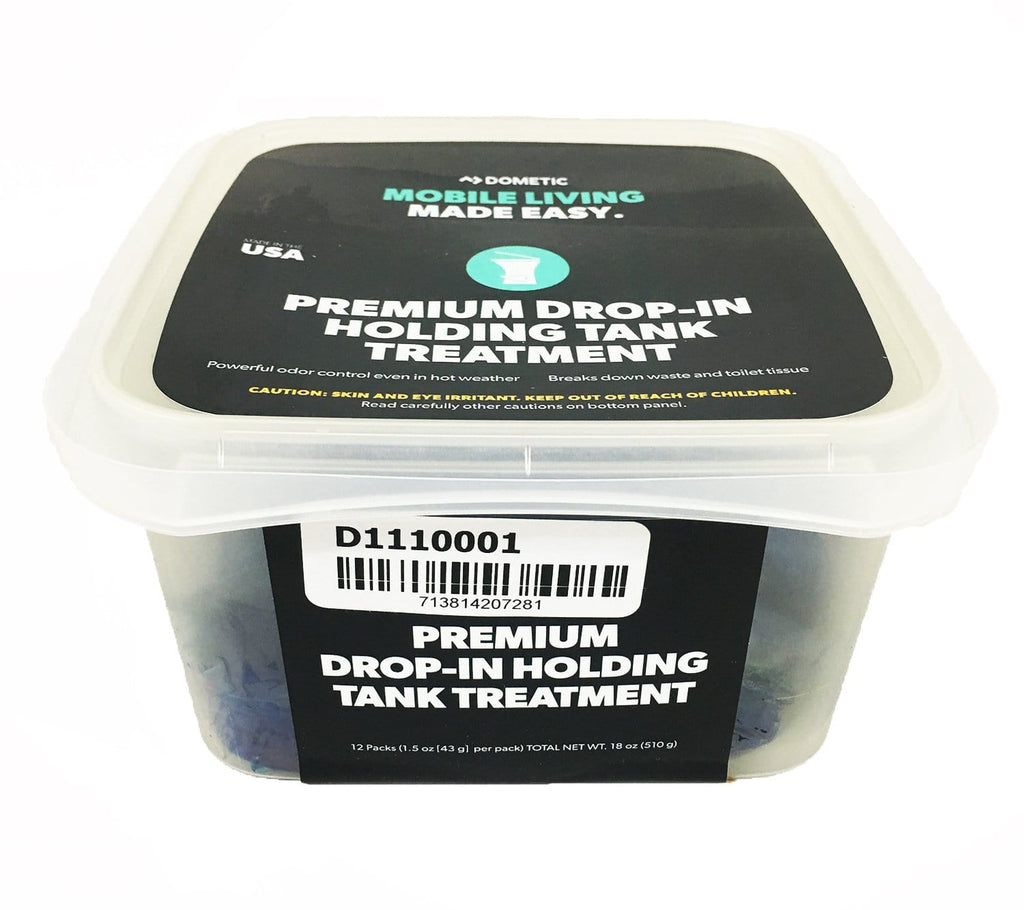 DOMETIC
MOBILE LIVING
MADE EASY.
MADE IN THE
USA
PREMIUM DROP-IN
HOLDING TANK
TREATMENT
Powerful odor control even in hot weather Breaks down waste and toilet tissue
CAUTION: SKIN AND EYE IRRITANT. KEEP OUT OF REACH OF CHILDREN.
Read carefully other cautions on bottom panel.
D1110001
713814207281
PREMIUM
DROP-IN HOLDING
TANK TREATMENT
12 Packs (1.5 oz [43 g] per pack) TOTAL NET WT. 18 oz (510 g)